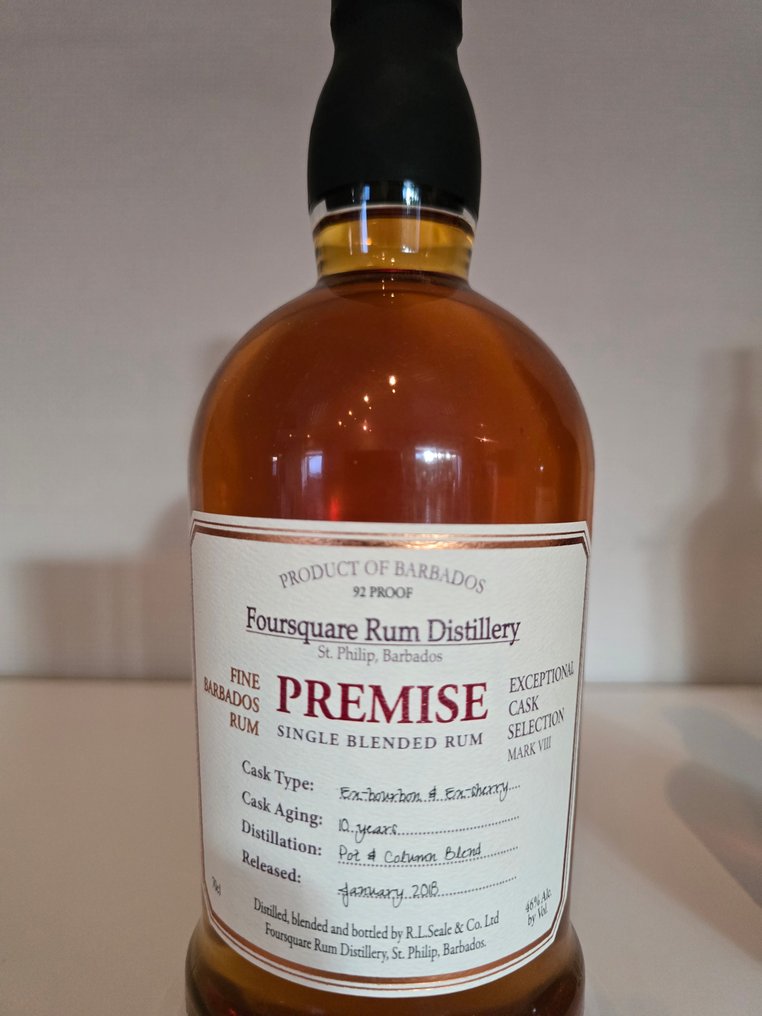 PRODUCT OF BARBADOS
92 PROOF
Foursquare Rum Distillery
St. Philip, Barbados
FINE
BARBADOS
RUM
PREMISE
SINGLE BLENDED RUM
EXCEPTIONAL
CASK
SELECTION
MARK VIII
Cask Type: Ex-bourbon & Ex-sherry
Cask Aging: 10 years
Distillation: Pot & Column Blend
Released: January 2018
70cl
46% Alc.
by Vol.
Distilled, blended and bottled by R.L.Seale & Co. Ltd
Foursquare Rum Distillery, St. Philip, Barbados.